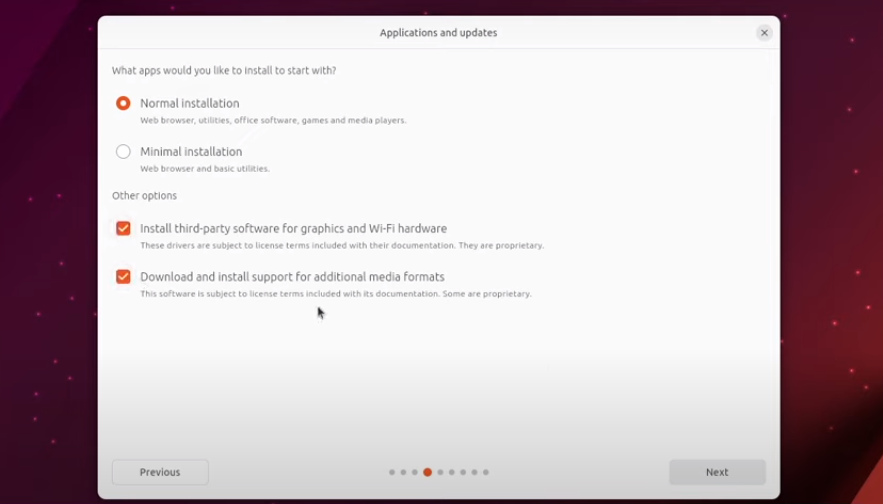 Applications and updates
What apps would you like to install to start with?
Normal installation
Web browser, utilities, office software, games and media players.
Minimal installation
Web browser and basic utilities.
Other options
Install third-party software for graphics and Wi-Fi hardware
These drivers are subject to license terms included with their documentation. They are proprietary.
Download and install support for additional media formats
This software is subject to license terms included with its documentation. Some are proprietary.
Previous
Next